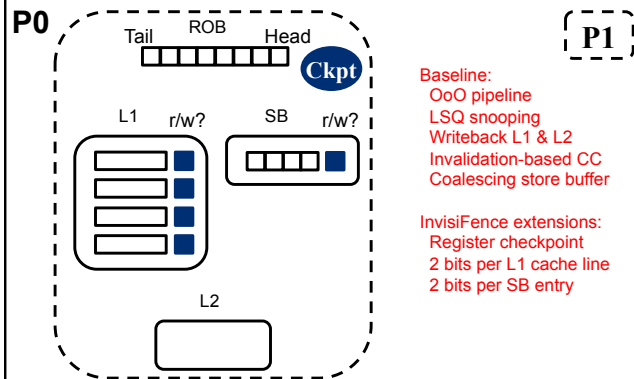 P0
Tail ROB Head
Ckpt
P1
L1 r/w?
SB r/w?
L2
Baseline:
OoO pipeline
LSQ snooping
Writeback L1 & L2
Invalidation-based CC
Coalescing store buffer
InvisiFence extensions:
Register checkpoint
2 bits per L1 cache line
2 bits per SB entry